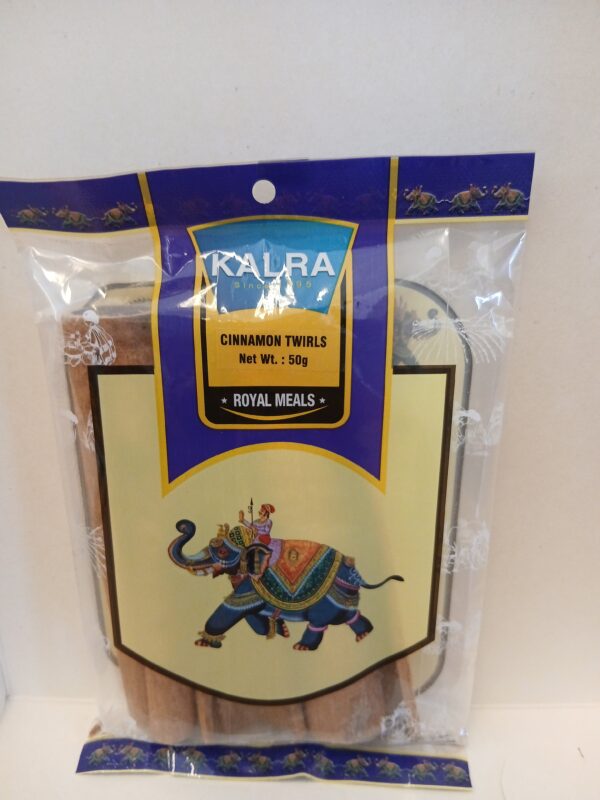 KALRA
CINNAMON TWIRLS
Net Wt. : 50g
ROYAL MEALS